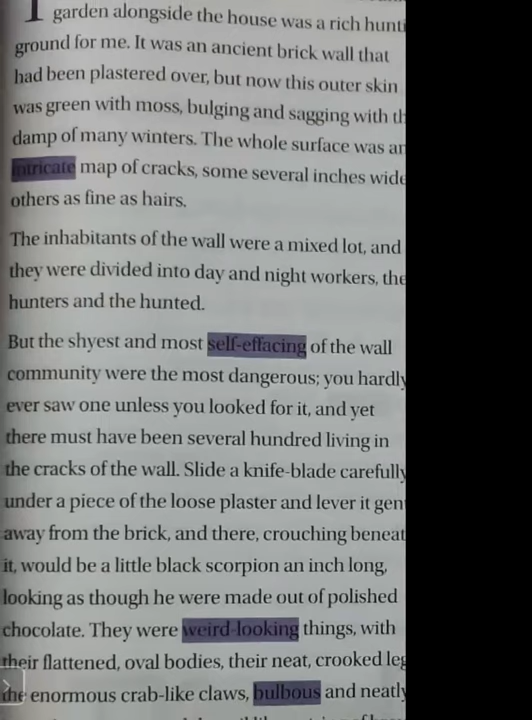 garden alongside the house was a rich hunti
ground for me. It was an ancient brick wall that
had been plastered over, but now this outer skin
was green with moss, bulging and sagging with th
damp of many winters. The whole surface was an
intricate map of cracks, some several inches wide
others as fine as hairs.
The inhabitants of the wall were a mixed lot, and
they were divided into day and night workers, the
hunters and the hunted.
But the shyest and most self-effacing of the wall
community were the most dangerous; you hardly
ever saw one unless you looked for it, and yet
there must have been several hundred living in
the cracks of the wall. Slide a knife-blade carefully
under a piece of the loose plaster and lever it gen
away from the brick, and there, crouching beneat
it, would be a little black scorpion an inch long,
looking as though he were made out of polished
chocolate. They were weird-looking things, with
their flattened, oval bodies, their neat, crooked leg
the enormous crab-like claws, bulbous and neatly